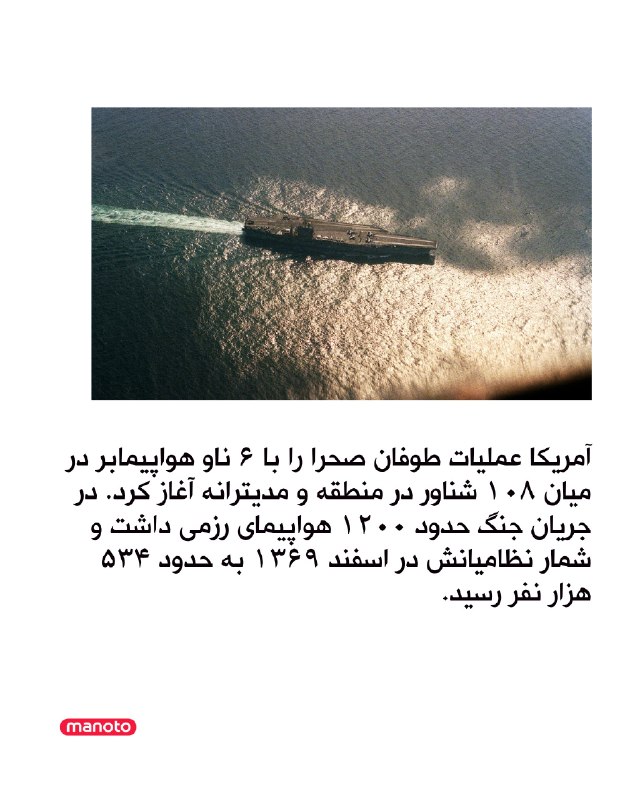 آمریکا عملیات طوفان صحرا را با ۶ ناو هواپیمابر در
میان ۱۰۸ شناور در منطقه و مدیترانه آغاز کرد. در
جریان جنگ حدود ۱۲۰۰ هواپیمای رزمی داشت و
شمار نظامیانش در اسفند ۱۳۶۹ به حدود ۵۳۴
هزار نفر رسید.
manoto